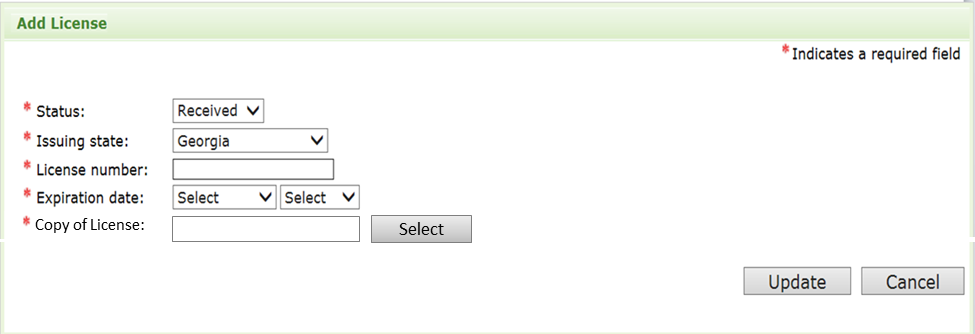 Add License
* Indicates a required field
* Status: Received
* Issuing state: Georgia
* License number:
* Expiration date: Select Select
* Copy of License: Select
Update Cancel